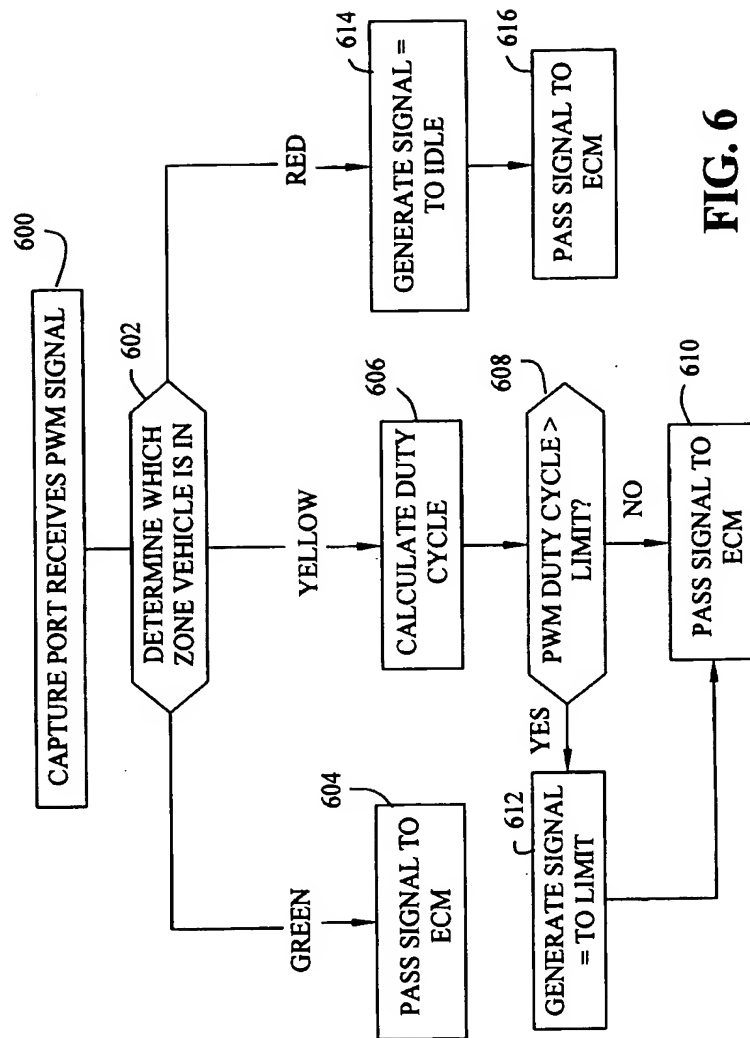 600
CAPTURE PORT RECEIVES PWM SIGNAL
602
DETERMINE WHICH
ZONE VEHICLE IS IN
GREEN
YELLOW
RED
604
PASS SIGNAL TO
ECM
606
CALCULATE DUTY
CYCLE
614
GENERATE SIGNAL =
TO IDLE
608
PWM DUTY CYCLE >
LIMIT?
YES
NO
616
PASS SIGNAL TO
ECM
612
GENERATE SIGNAL
= TO LIMIT
610
PASS SIGNAL TO
ECM
FIG. 6